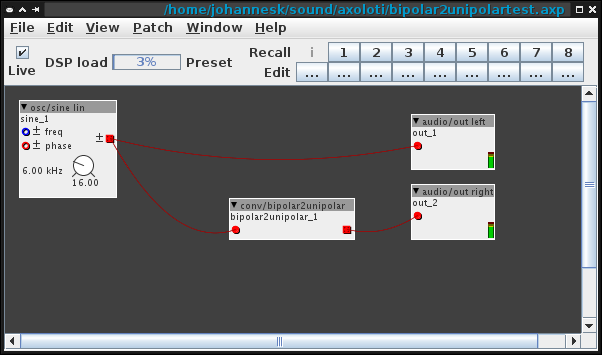 /home/johannesk/sound/axoloti/bipolar2unipolartest.axp
File Edit View Patch Window Help
Live DSP load 3% Preset Recall i 1 2 3 4 5 6 7 8
Edit ... ... ... ... ... ... ... ...
osc/sine lin
sine_1
± freq ±
± phase
6.00 kHz
16.00
audio/out left
out_1
conv/bipolar2unipolar
bipolar2unipolar_1
audio/out right
out_2